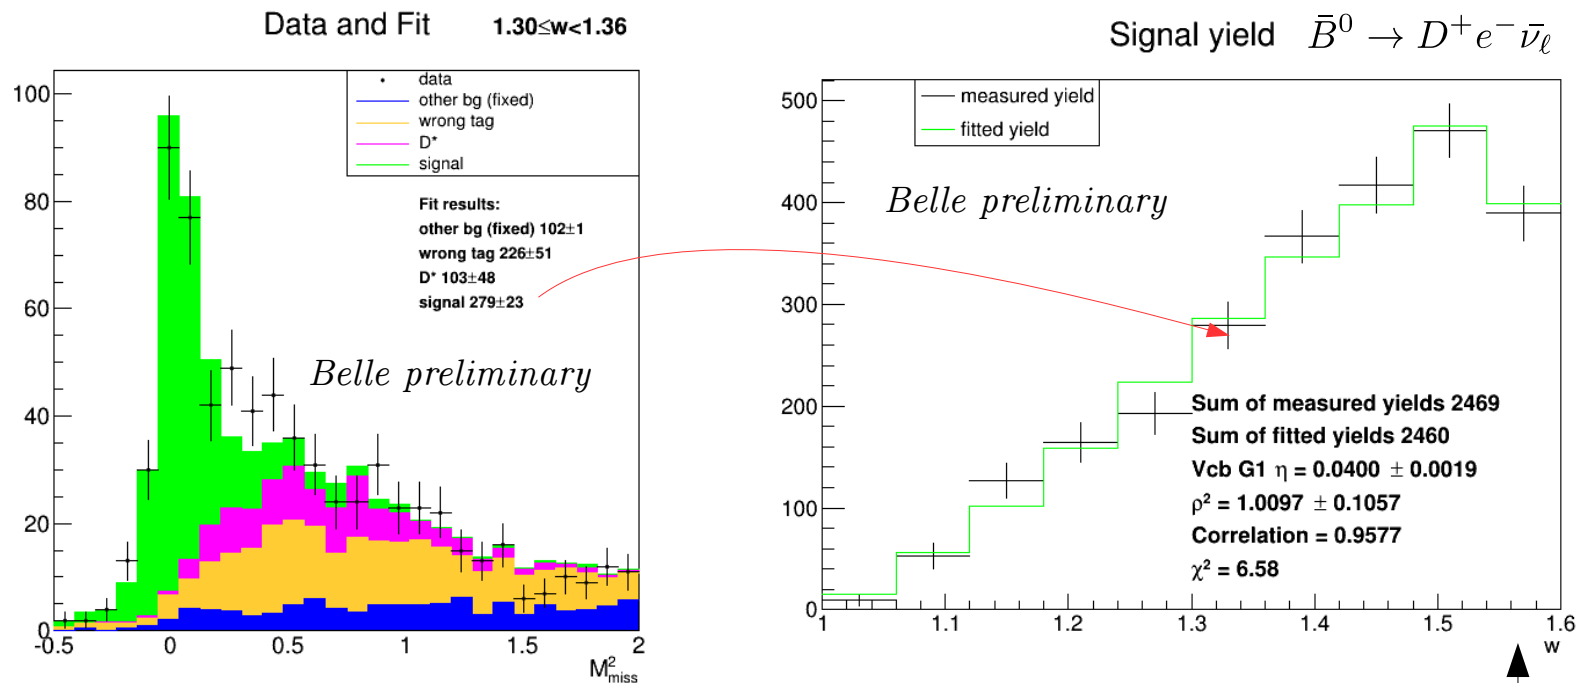 Data and Fit 1.30≤w<1.36
100
80
60
40
20
0
-0.5 0 0.5 1 1.5 2
M²miss
data
other bg (fixed)
wrong tag
D*
signal
Fit results:
other bg (fixed) 102±1
wrong tag 226±51
D* 103±48
signal 279±23
Belle preliminary
Signal yield B̄⁰ → D⁺e⁻ν̄ℓ
500
400
300
200
100
0
1 1.1 1.2 1.3 1.4 1.5 1.6
w
measured yield
fitted yield
Belle preliminary
Sum of measured yields 2469
Sum of fitted yields 2460
Vcb G1 η = 0.0400 ± 0.0019
ρ² = 1.0097 ± 0.1057
Correlation = 0.9577
χ² = 6.58